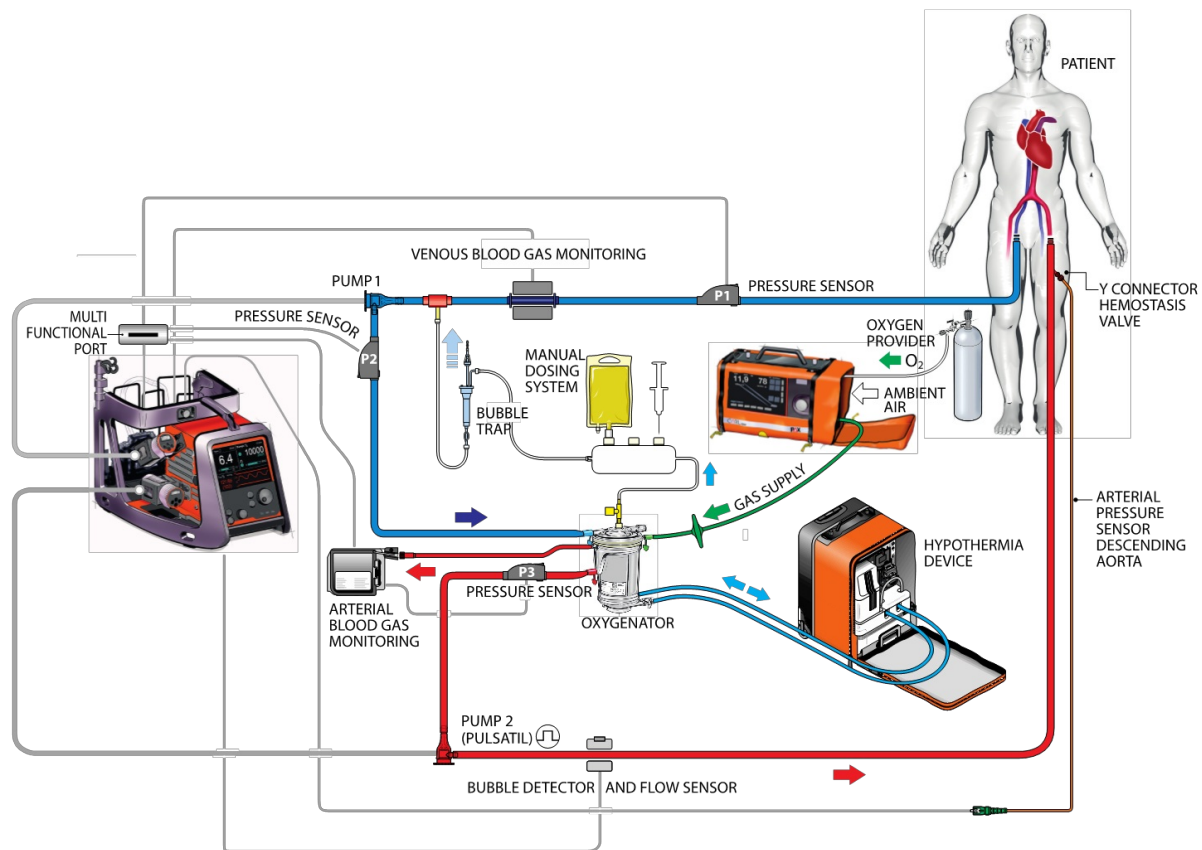 PATIENT
VENOUS BLOOD GAS MONITORING
PUMP 1
P1
PRESSURE SENSOR
Y CONNECTOR
HEMOSTASIS
VALVE
MULTI
FUNCTIONAL
PORT
PRESSURE SENSOR
P2
MANUAL
DOSING
SYSTEM
OXYGEN
PROVIDER
O2
AMBIENT
AIR
11,9
78
BUBBLE
TRAP
6.4
10000
GAS SUPPLY
ARTERIAL
PRESSURE
SENSOR
DESCENDING
AORTA
HYPOTHERMIA
DEVICE
P3
PRESSURE SENSOR
OXYGENATOR
ARTERIAL
BLOOD GAS
MONITORING
PUMP 2
(PULSATIL)
BUBBLE DETECTOR AND FLOW SENSOR